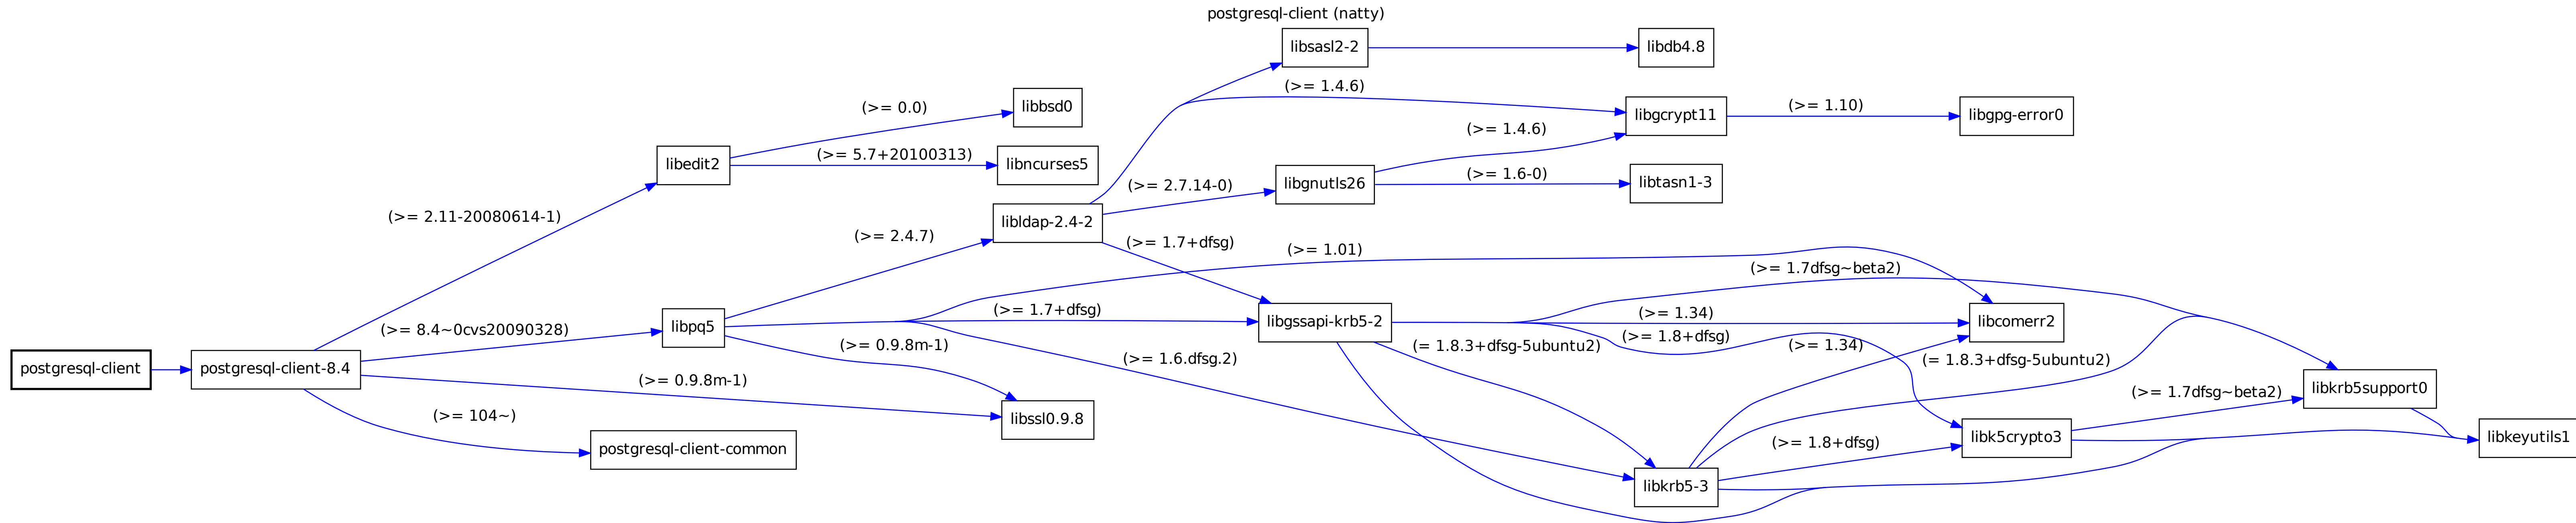 postgresql-client (natty)
libsasl2-2
libdb4.8
(>= 1.4.6)
libbsd0
(>= 0.0)
libgcrypt11
(>= 1.10)
libgpg-error0
(>= 1.4.6)
libedit2
(>= 5.7+20100313)
libncurses5
(>= 2.7.14-0)
libgnutls26
(>= 1.6-0)
libtasn1-3
(>= 2.11-20080614-1)
libldap-2.4-2
(>= 2.4.7)
(>= 1.7+dfsg)
(>= 1.01)
(>= 1.7dfsg~beta2)
(>= 8.4~0cvs20090328)
libpq5
(>= 1.7+dfsg)
libgssapi-krb5-2
(>= 1.34)
libcomerr2
(>= 1.8+dfsg)
(>= 0.9.8m-1)
(>= 1.6.dfsg.2)
(= 1.8.3+dfsg-5ubuntu2)
(>= 1.34)
(= 1.8.3+dfsg-5ubuntu2)
postgresql-client
postgresql-client-8.4
(>= 0.9.8m-1)
(>= 1.7dfsg~beta2)
libkrb5support0
(>= 104~)
libssl0.9.8
(>= 1.8+dfsg)
libk5crypto3
libkeyutils1
postgresql-client-common
libkrb5-3